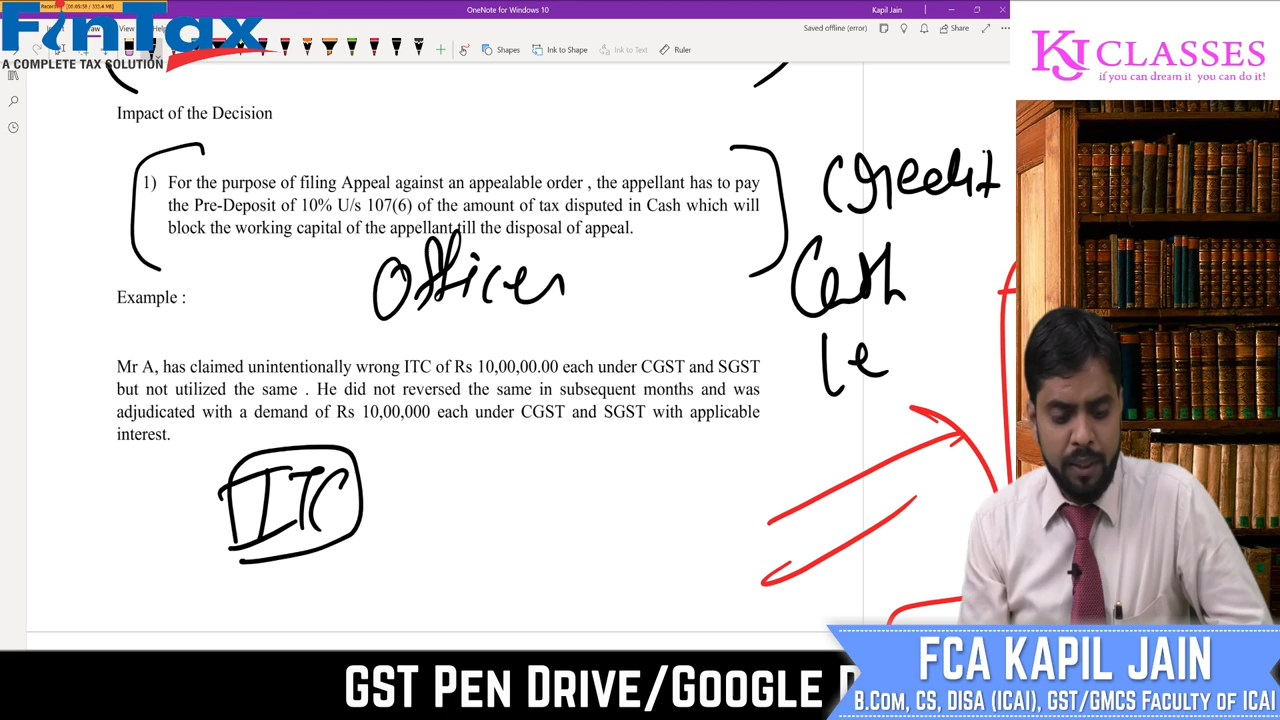 OneNote for Windows 10
Kapil Jain
FinTax
A COMPLETE TAX SOLUTION
Draw View Help
Saved offline (error)
Share
Shapes
Ink to Shape
Ink to Text
Ruler
KJ CLASSES
if you can dream it you can do it!
Impact of the Decision
1) For the purpose of filing Appeal against an appealable order , the appellant has to pay
the Pre-Deposit of 10% U/s 107(6) of the amount of tax disputed in Cash which will
block the working capital of the appellant till the disposal of appeal.
Credit
Cash
le
Officer
Example :
Mr A, has claimed unintentionally wrong ITC of Rs 10,00,00.00 each under CGST and SGST
but not utilized the same . He did not reversed the same in subsequent months and was
adjudicated with a demand of Rs 10,00,000 each under CGST and SGST with applicable
interest.
ITC
FCA KAPIL JAIN
B.Com, CS, DISA (ICAI), GST/GMCS Faculty of ICAI
GST Pen Drive/Google D